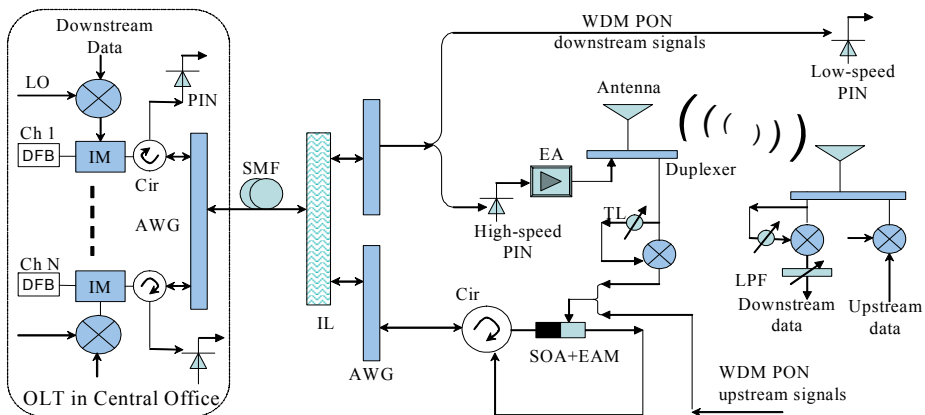 Downstream
Data
LO
PIN
Ch 1
DFB
IM
Cir
AWG
Ch N
DFB
IM
OLT in Central Office
SMF
IL
WDM PON
downstream signals
Low-speed
PIN
Antenna
EA
Duplexer
High-speed
PIN
TL
LPF
Downstream
data
Upstream
data
Cir
SOA+EAM
AWG
WDM PON
upstream signals